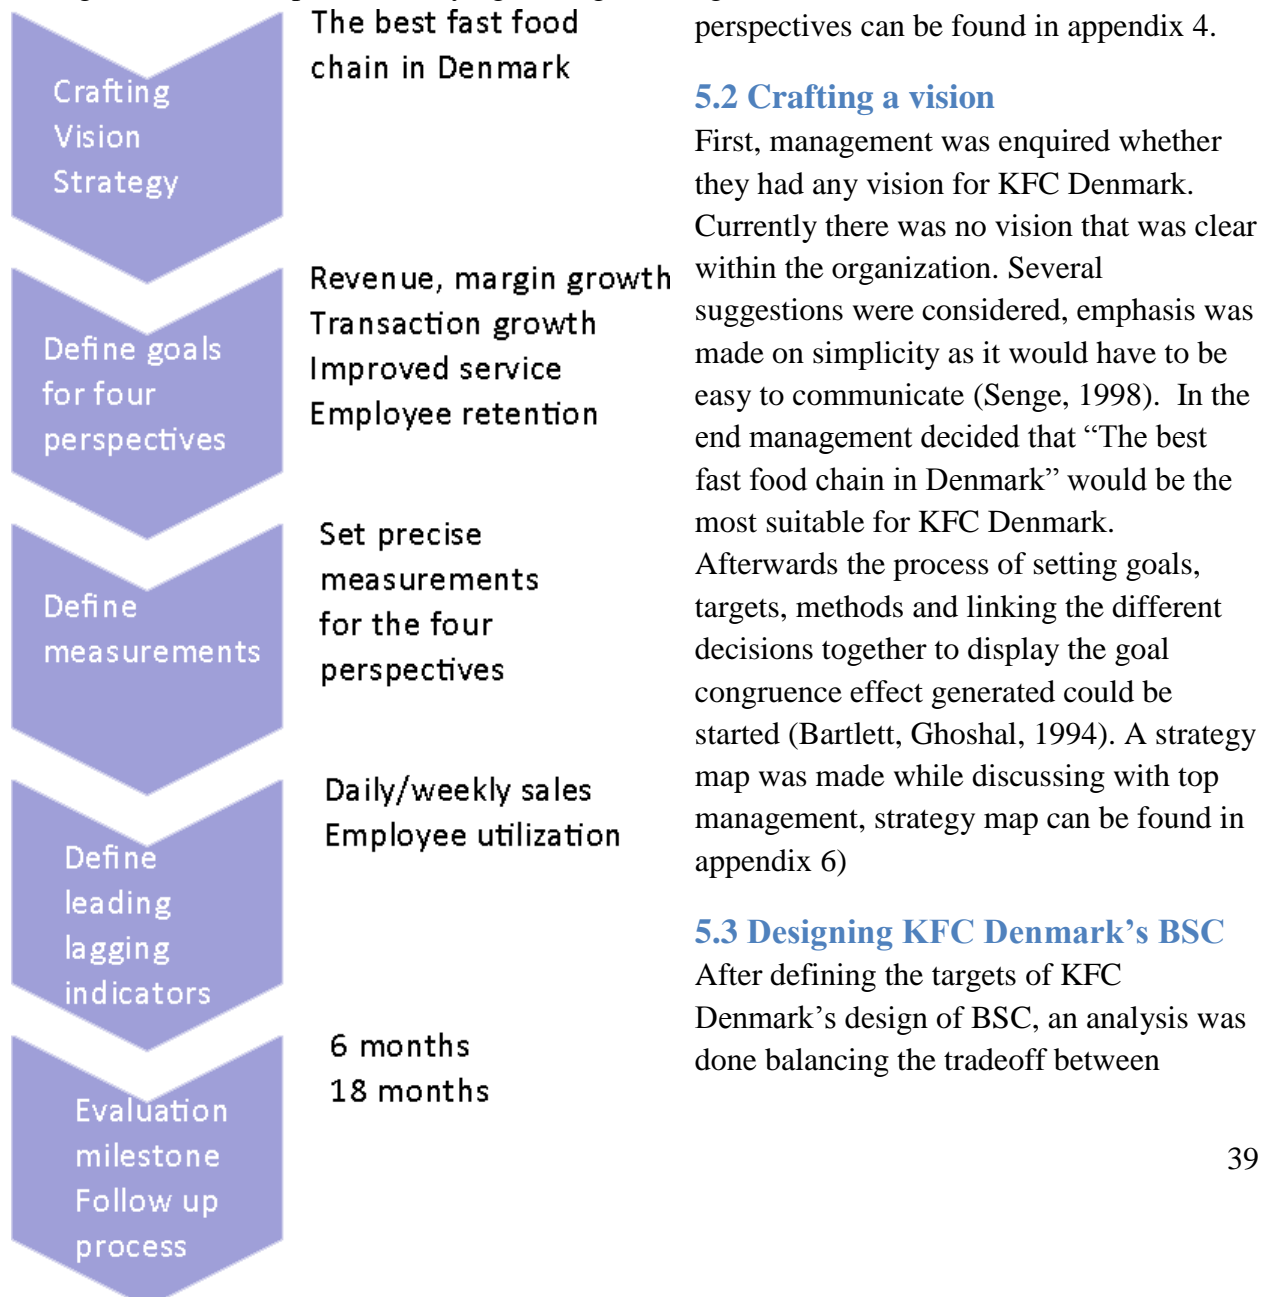 The best fast food
chain in Denmark
Crafting
Vision
Strategy
Revenue, margin growth
Transaction growth
Improved service
Employee retention
Define goals
for four
perspectives
Set precise
measurements
for the four
perspectives
Define
measurements
Daily/weekly sales
Employee utilization
Define
leading
lagging
indicators
6 months
18 months
Evaluation
milestone
Follow up
process
perspectives can be found in appendix 4.
5.2 Crafting a vision
First, management was enquired whether
they had any vision for KFC Denmark.
Currently there was no vision that was clear
within the organization. Several
suggestions were considered, emphasis was
made on simplicity as it would have to be
easy to communicate (Senge, 1998).  In the
end management decided that “The best
fast food chain in Denmark” would be the
most suitable for KFC Denmark.
Afterwards the process of setting goals,
targets, methods and linking the different
decisions together to display the goal
congruence effect generated could be
started (Bartlett, Ghoshal, 1994). A strategy
map was made while discussing with top
management, strategy map can be found in
appendix 6)
5.3 Designing KFC Denmark’s BSC
After defining the targets of KFC
Denmark’s design of BSC, an analysis was
done balancing the tradeoff between
39